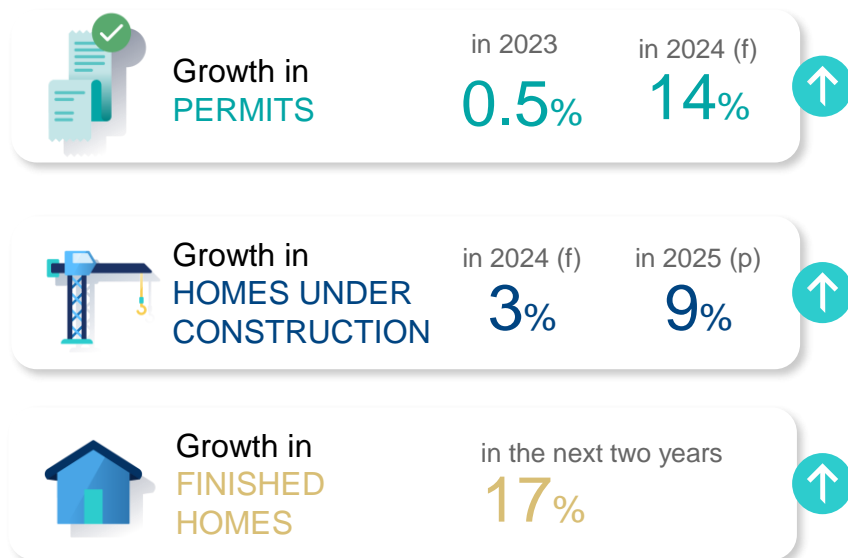 Growth in
PERMITS
in 2023
0.5%
in 2024 (f)
14%
Growth in
HOMES UNDER
CONSTRUCTION
in 2024 (f)
3%
in 2025 (p)
9%
Growth in
FINISHED
HOMES
in the next two years
17%